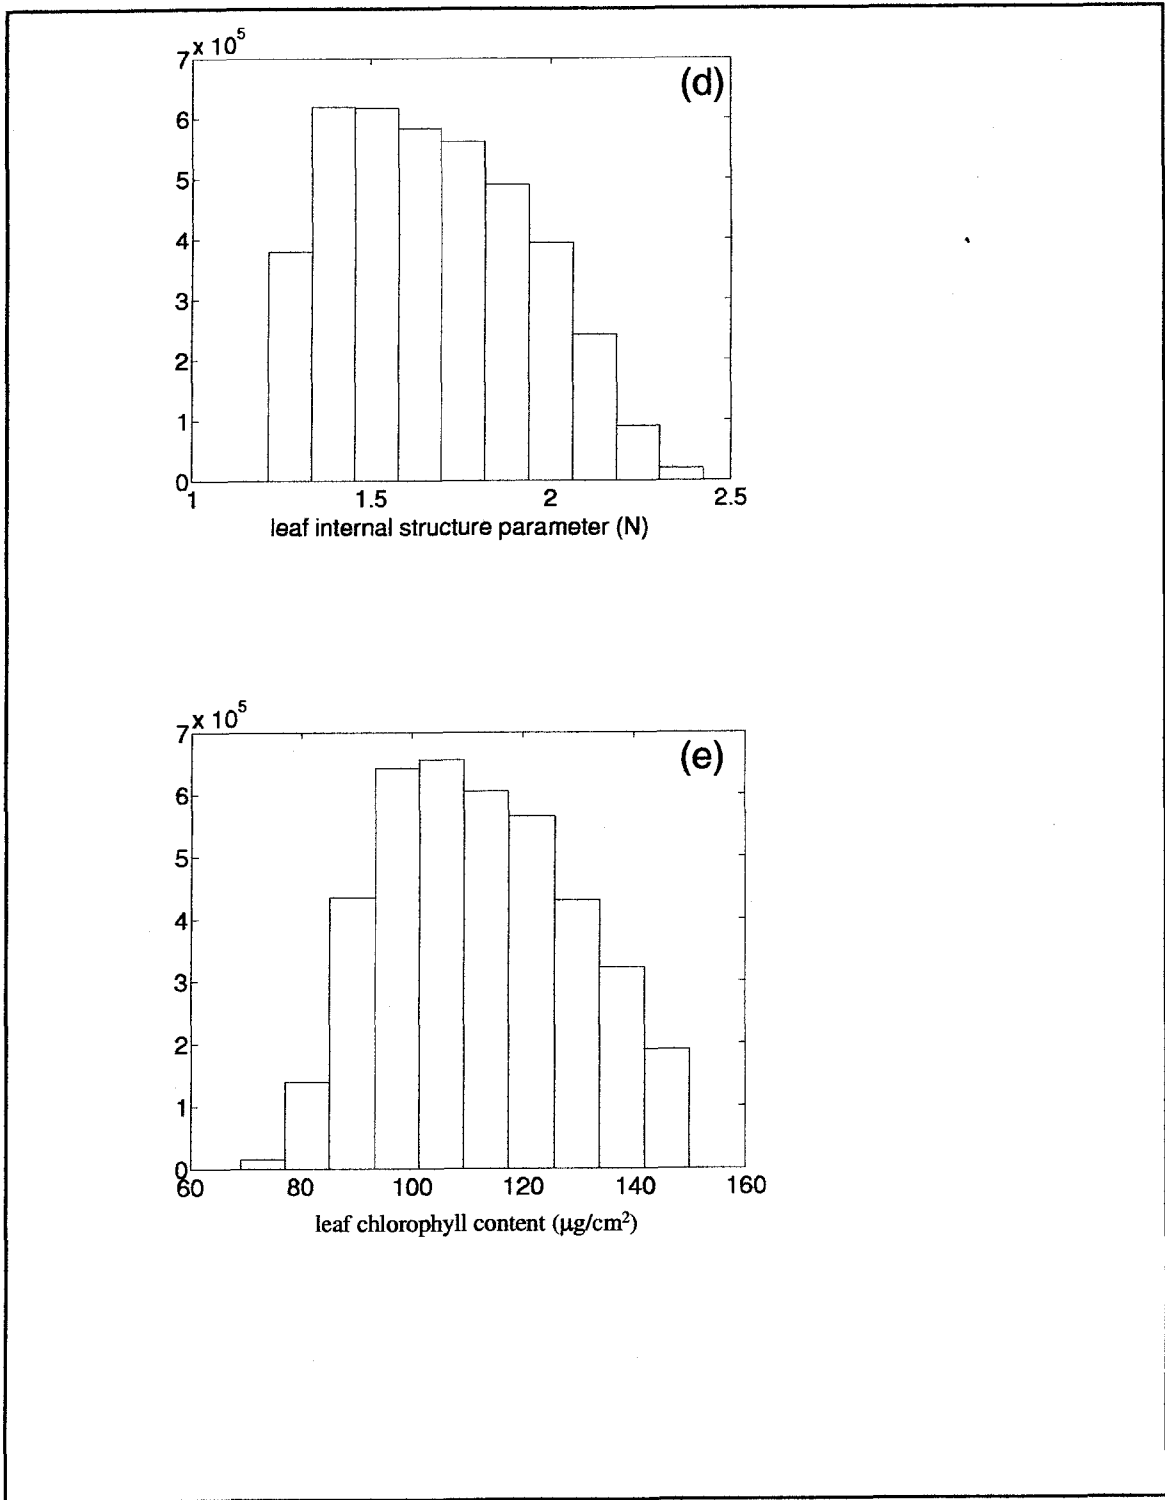 7 x 10^5
(d)
6
5
4
3
2
1
0
1 1.5 2 2.5
leaf internal structure parameter (N)
7 x 10^5
(e)
6
5
4
3
2
1
0
60 80 100 120 140 160
leaf chlorophyll content (µg/cm²)